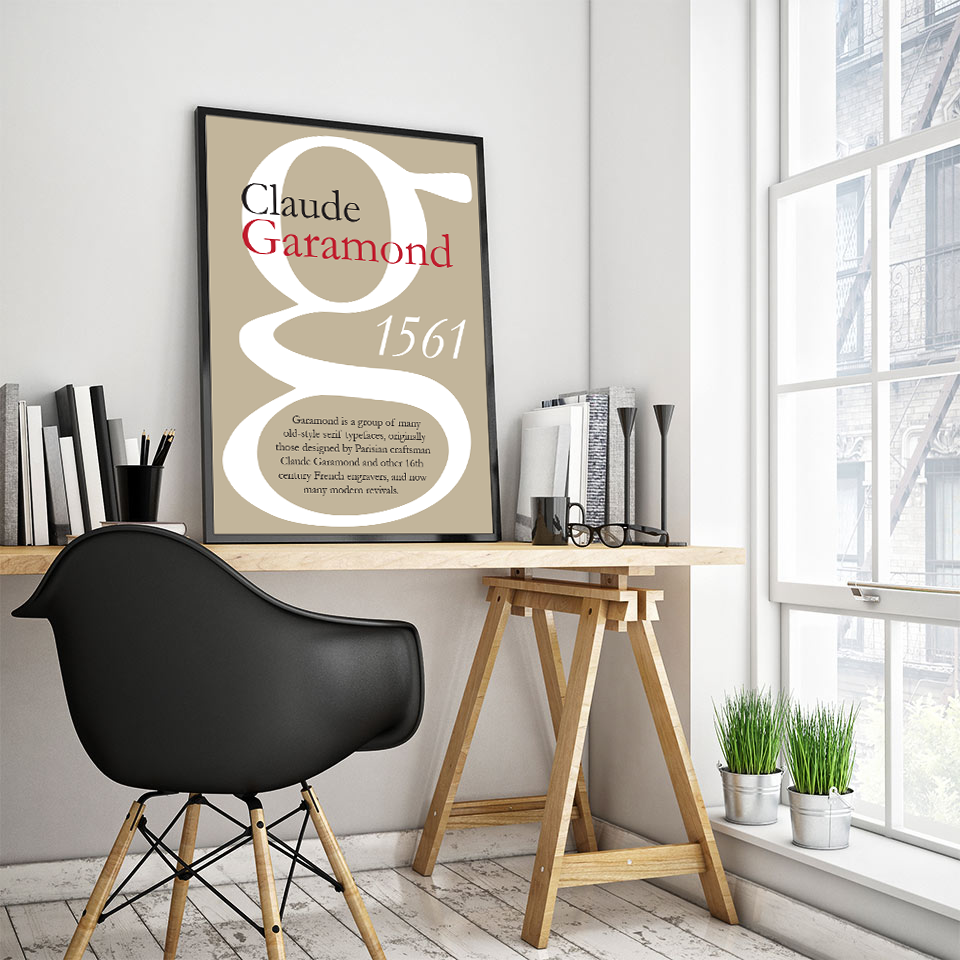 g
Claude
Garamond
1561
Garamond is a group of many
old-style serif typefaces, originally
those designed by Parisian craftsman
Claude Garamond and other 16th
century French engravers, and now
many modern revivals.